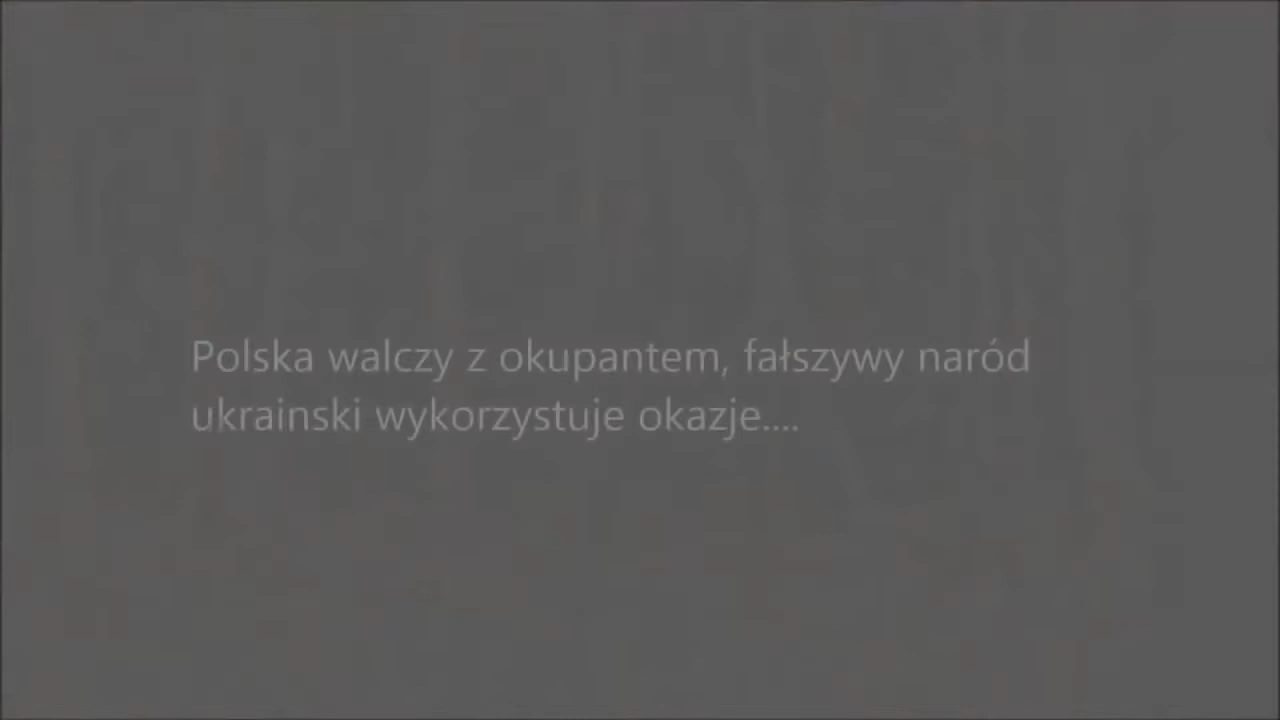 Polska walczy z okupantem, fałszywy naród
ukrainski wykorzystuje okazje....